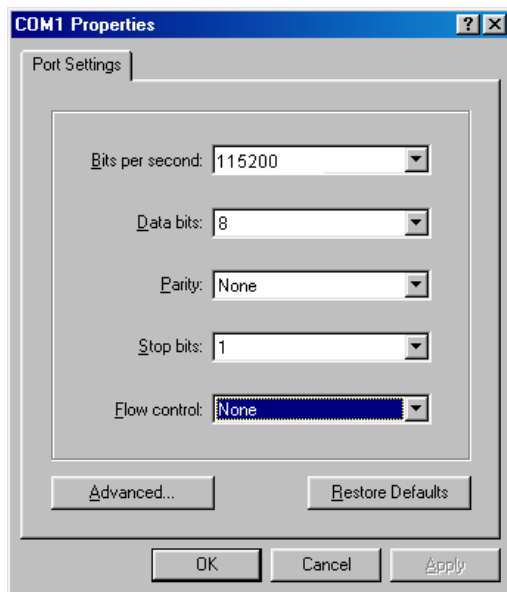 COM1 Properties
Port Settings
Bits per second: 115200
Data bits: 8
Parity: None
Stop bits: 1
Flow control: None
Advanced... Restore Defaults
OK Cancel Apply